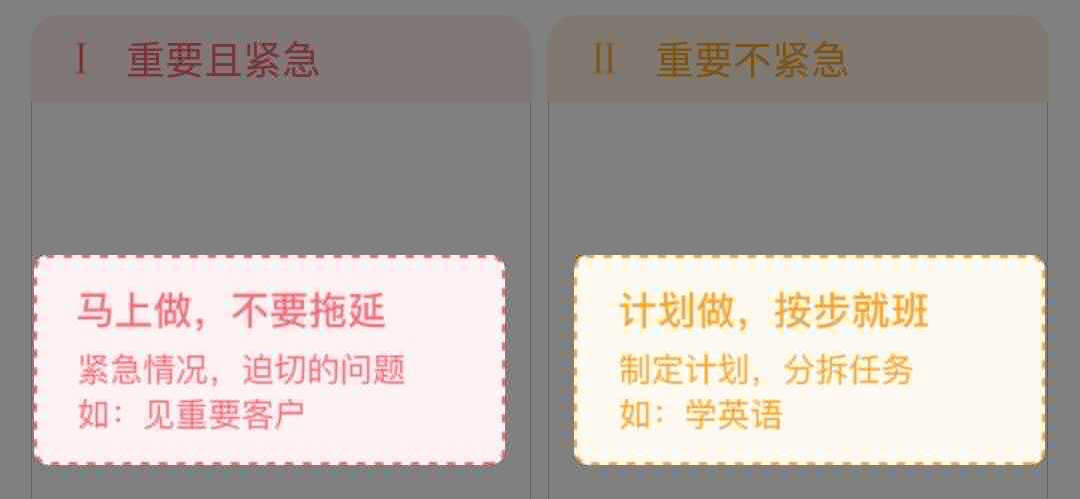 I 重要且紧急
II 重要不紧急
马上做，不要拖延
紧急情况，迫切的问题
如：见重要客户
计划做，按步就班
制定计划，分拆任务
如：学英语